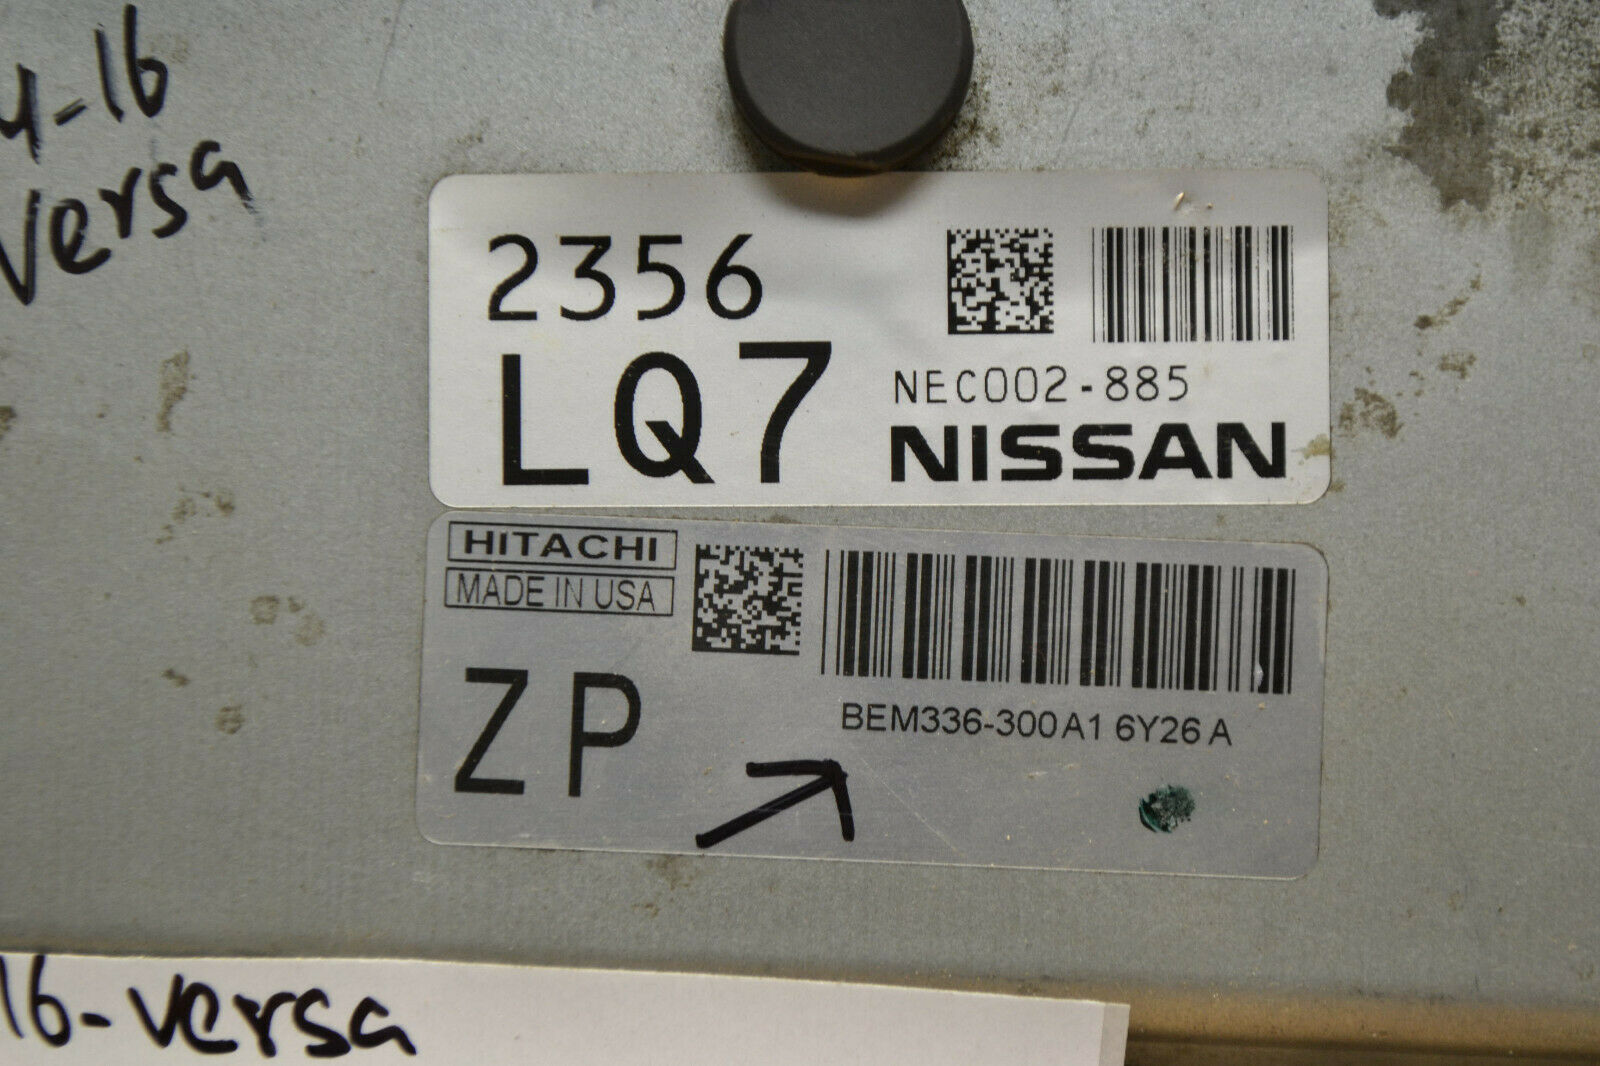 4-16
Versa
2356
LQ7
NEC002-885
NISSAN
HITACHI
MADE IN USA
ZP
BEM336-300A1 6Y26 A
16-versa